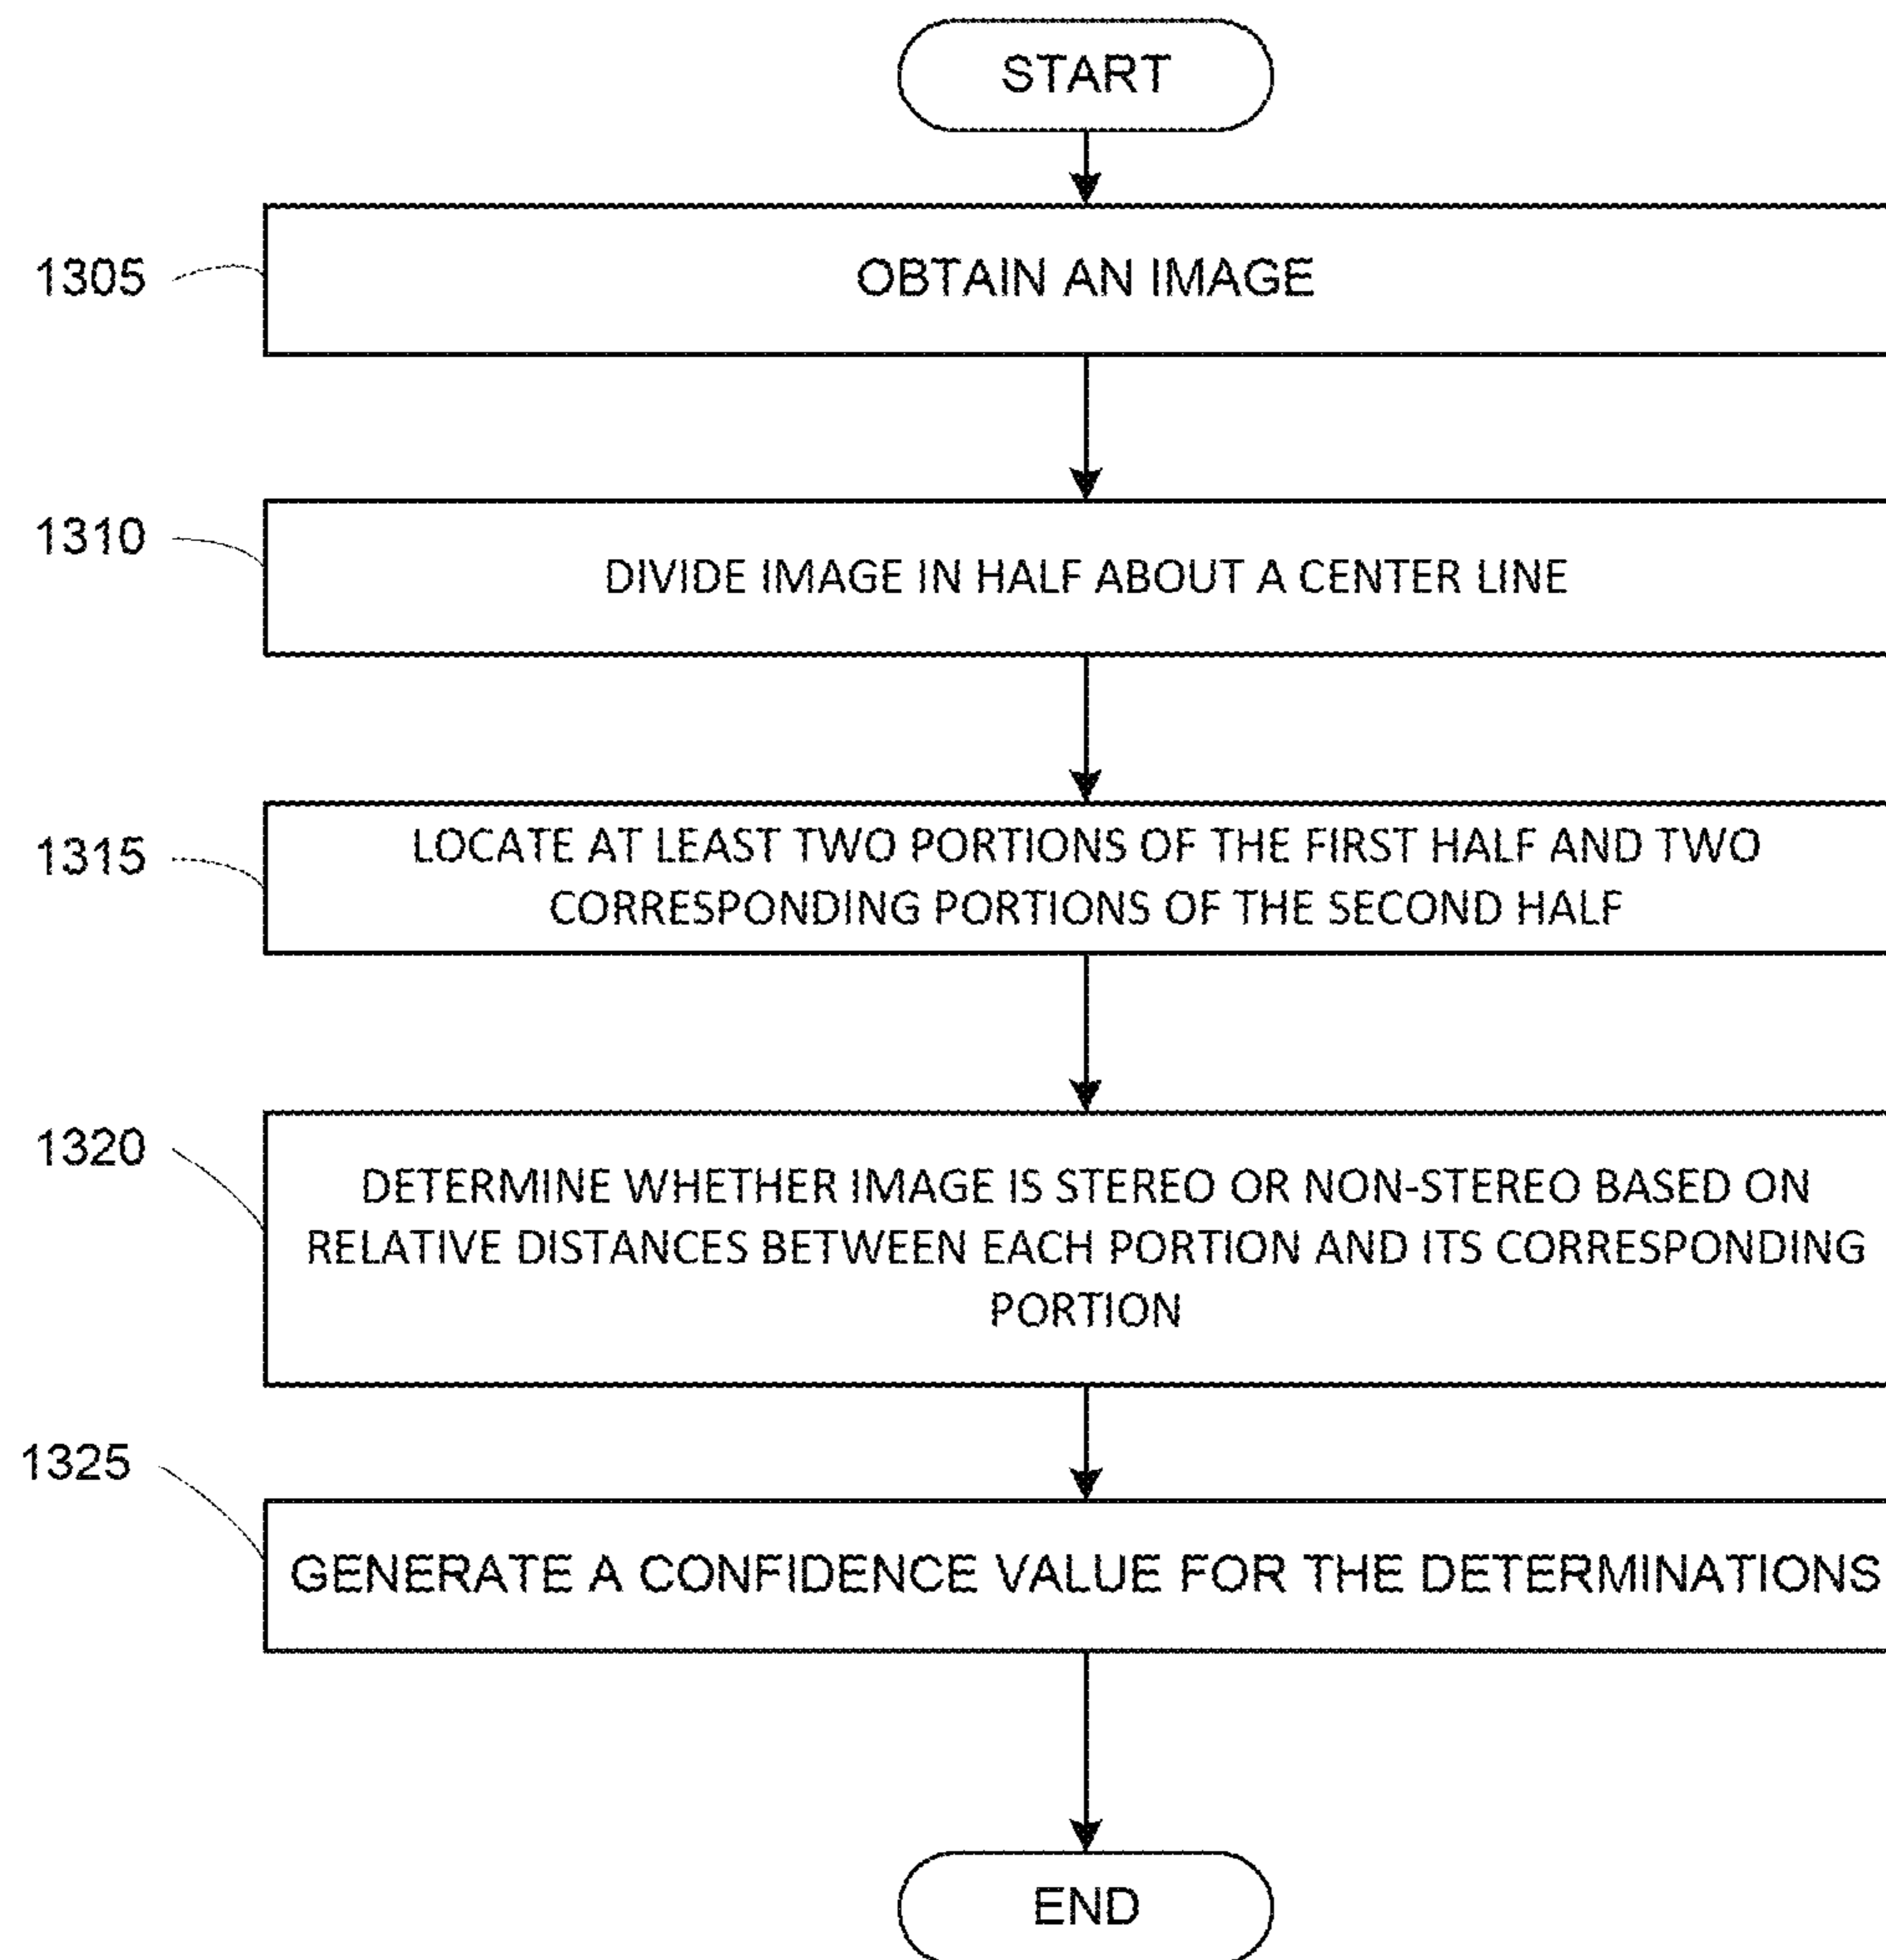 START
1305
OBTAIN AN IMAGE
1310
DIVIDE IMAGE IN HALF ABOUT A CENTER LINE
1315
LOCATE AT LEAST TWO PORTIONS OF THE FIRST HALF AND TWO
CORRESPONDING PORTIONS OF THE SECOND HALF
1320
DETERMINE WHETHER IMAGE IS STEREO OR NON-STEREO BASED ON
RELATIVE DISTANCES BETWEEN EACH PORTION AND ITS CORRESPONDING
PORTION
1325
GENERATE A CONFIDENCE VALUE FOR THE DETERMINATIONS
END